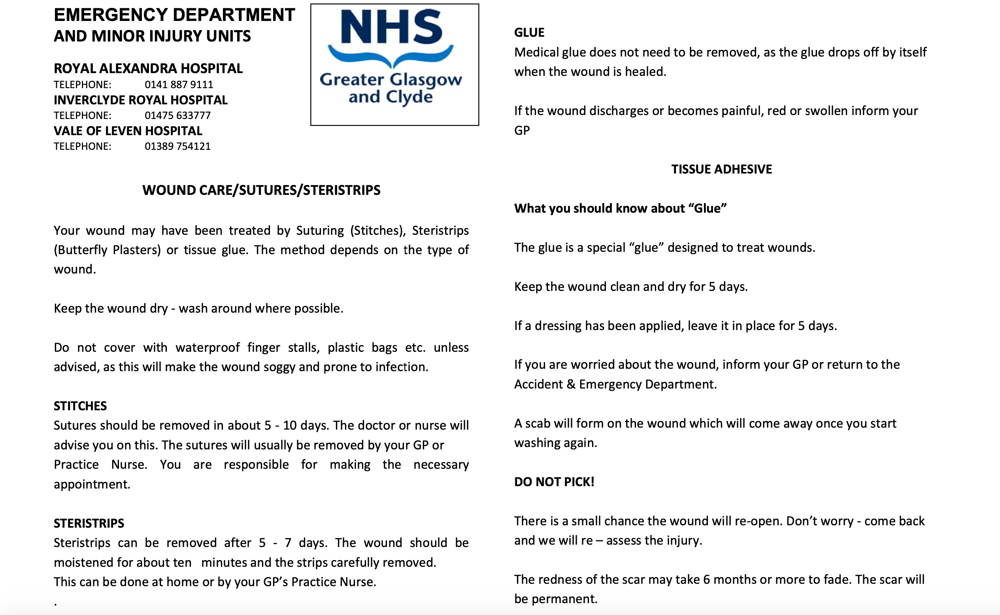 EMERGENCY DEPARTMENT
AND MINOR INJURY UNITS
ROYAL ALEXANDRA HOSPITAL
TELEPHONE: 0141 887 9111
INVERCLYDE ROYAL HOSPITAL
TELEPHONE: 01475 633777
VALE OF LEVEN HOSPITAL
TELEPHONE: 01389 754121
NHS
Greater Glasgow
and Clyde
WOUND CARE/SUTURES/STERISTRIPS
Your wound may have been treated by Suturing (Stitches), Steristrips
(Butterfly Plasters) or tissue glue. The method depends on the type of
wound.
Keep the wound dry - wash around where possible.
Do not cover with waterproof finger stalls, plastic bags etc. unless
advised, as this will make the wound soggy and prone to infection.
STITCHES
Sutures should be removed in about 5 - 10 days. The doctor or nurse will
advise you on this. The sutures will usually be removed by your GP or
Practice Nurse. You are responsible for making the necessary
appointment.
STERISTRIPS
Steristrips can be removed after 5 - 7 days. The wound should be
moistened for about ten minutes and the strips carefully removed.
This can be done at home or by your GP’s Practice Nurse.
.
GLUE
Medical glue does not need to be removed, as the glue drops off by itself
when the wound is healed.
If the wound discharges or becomes painful, red or swollen inform your
GP
TISSUE ADHESIVE
What you should know about “Glue”
The glue is a special “glue” designed to treat wounds.
Keep the wound clean and dry for 5 days.
If a dressing has been applied, leave it in place for 5 days.
If you are worried about the wound, inform your GP or return to the
Accident & Emergency Department.
A scab will form on the wound which will come away once you start
washing again.
DO NOT PICK!
There is a small chance the wound will re-open. Don’t worry - come back
and we will re – assess the injury.
The redness of the scar may take 6 months or more to fade. The scar will
be permanent.